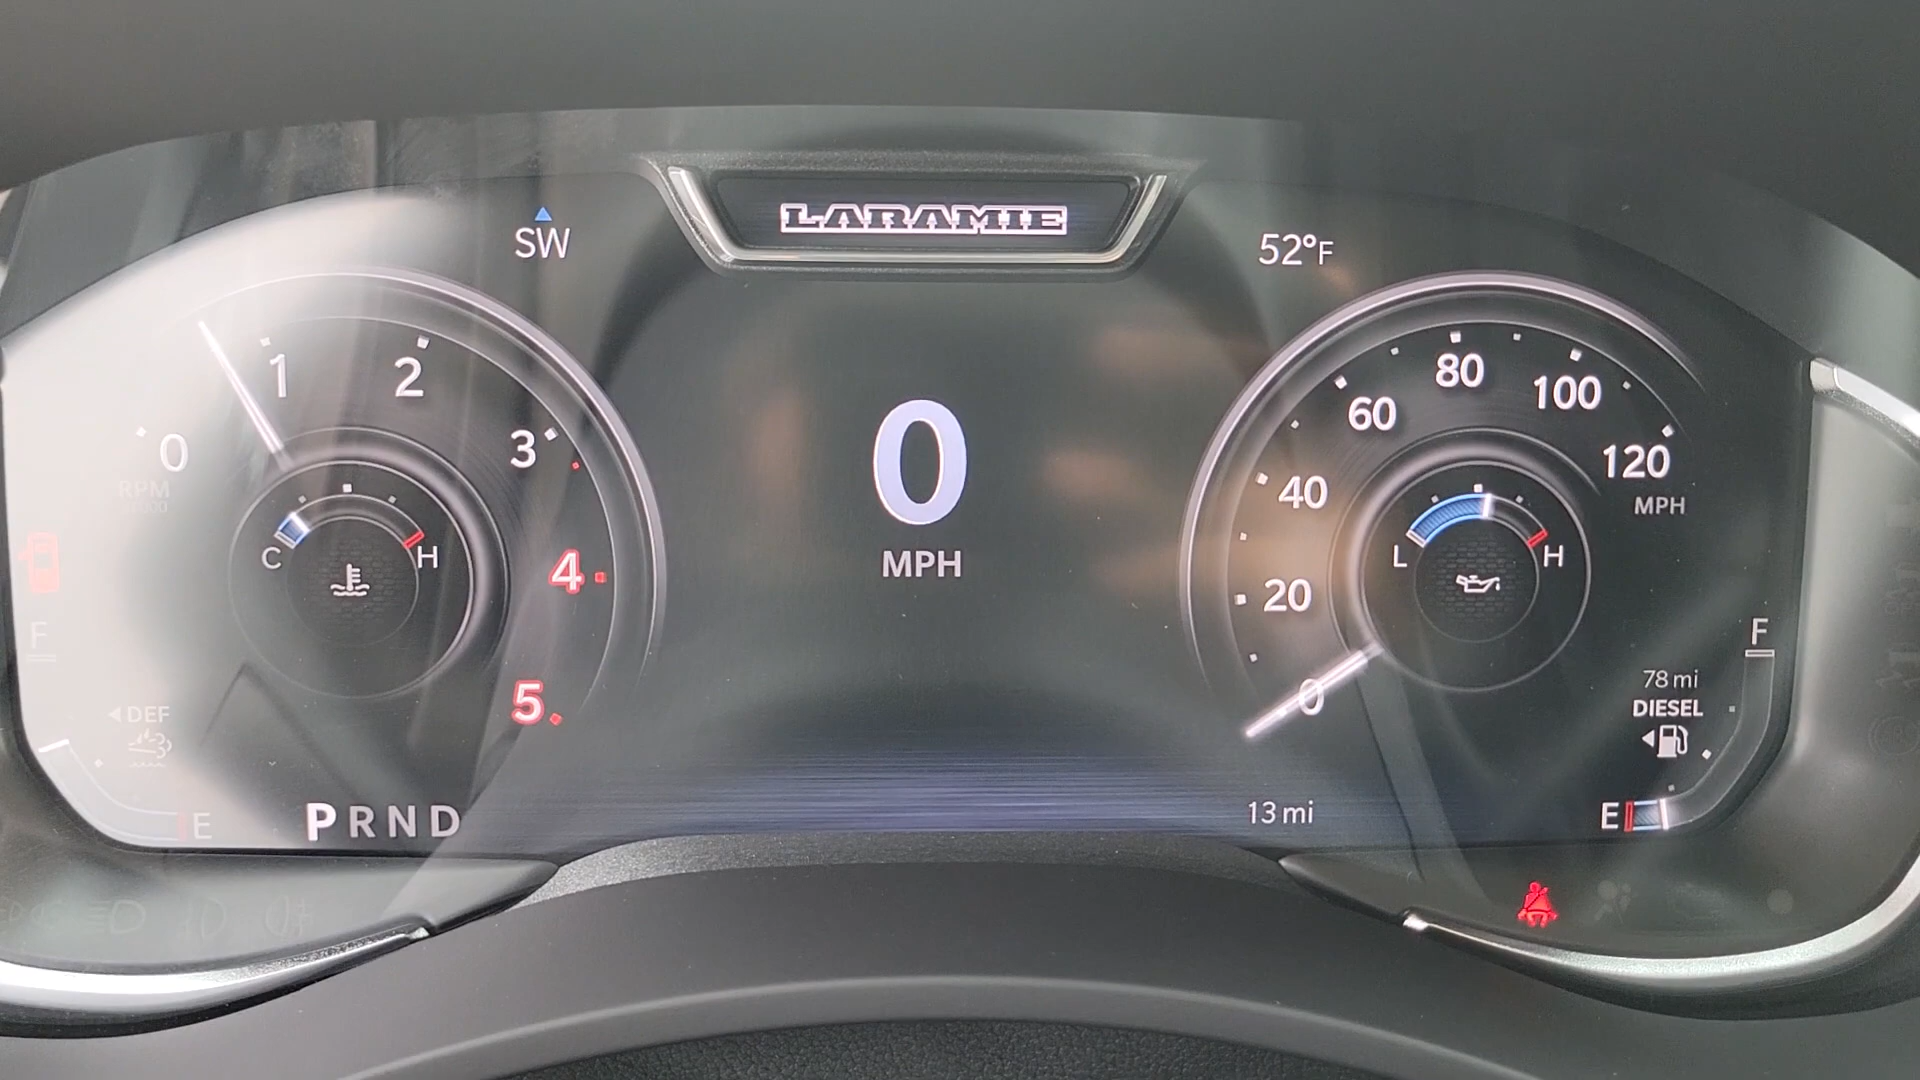 LARAMIE
SW
52°F
0
1
2
3
4
5
RPM
C
H
F
DEF
E
PRND
0
MPH
0
20
40
60
80
100
120
MPH
L
H
F
78 mi
DIESEL
E
13 mi